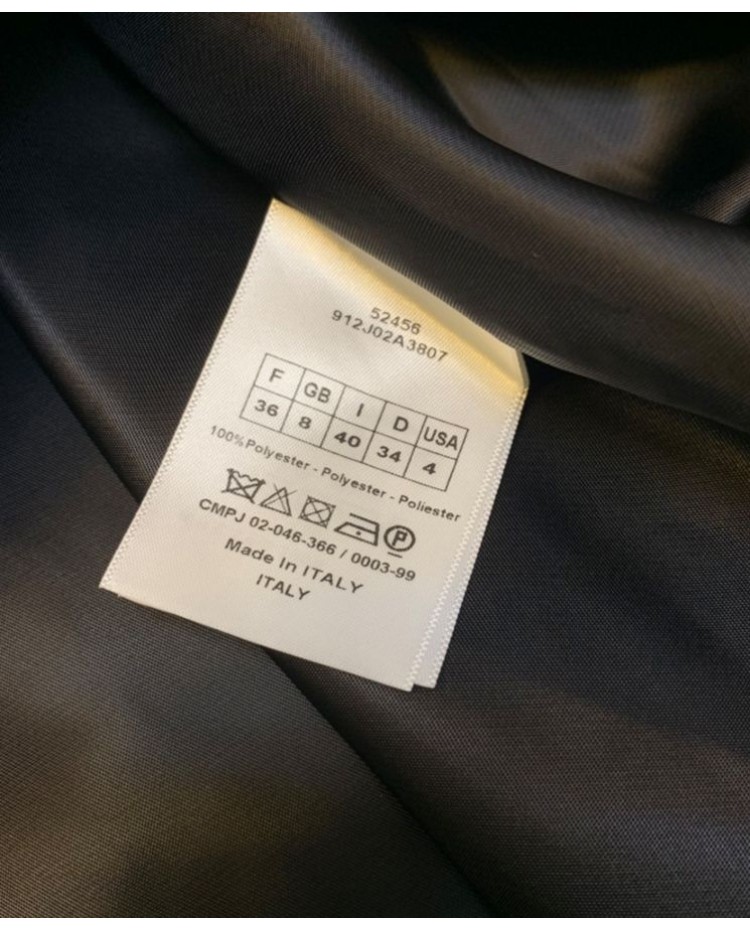 52456
912J02A3807
F GB I D USA
36 8 40 34 4
100%Polyester - Polyester - Poliester
P
CMPJ 02-046-366 / 0003-99
Made In ITALY
ITALY